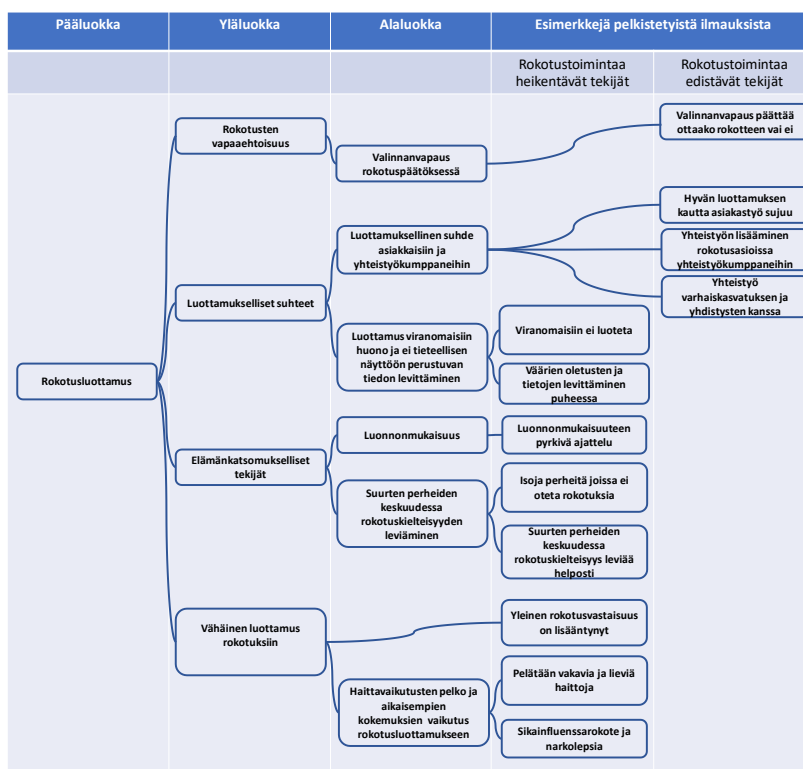 Pääluokka
Yläluokka
Alaluokka
Esimerkkejä pelkistetyistä ilmauksista
Rokotustoimintaa
heikentävät tekijät
Rokotustoimintaa
edistävät tekijät
Rokotusluottamus
Rokotusten
vapaaehtoisuus
Valinnanvapaus
rokotuspäätöksessä
Valinnanvapaus päättää
ottaako rokotteen vai ei
Luottamukselliset suhteet
Luottamuksellinen suhde
asiakkaisiin ja
yhteistyökumppaneihin
Hyvän luottamuksen
kautta asiakastyö sujuu
Yhteistyön lisääminen
rokotusasioissa
yhteistyökumppaneihin
Yhteistyö
varhaiskasvatuksen ja
yhdistysten kanssa
Luottamus viranomaisiin
huono ja ei tieteellisen
näyttöön perustuvan
tiedon levittäminen
Viranomaisiin ei luoteta
Väärien oletusten ja
tietojen levittäminen
puheessa
Elämänkatsomukselliset
tekijät
Luonnonmukaisuus
Luonnonmukaisuuteen
pyrkivä ajattelu
Suurten perheiden
keskuudessa
rokotuskielteisyyden
leviäminen
Isoja perheitä joissa ei
oteta rokotuksia
Suurten perheiden
keskuudessa
rokotuskielteisyys leviää
helposti
Vähäinen luottamus
rokotuksiin
Yleinen rokotusvastaisuus
on lisääntynyt
Haittavaikutusten pelko ja
aikaisempien
kokemuksien vaikutus
rokotusluottamukseen
Pelätään vakavia ja lieviä
haittoja
Sikainfluenssarokote ja
narkolepsia